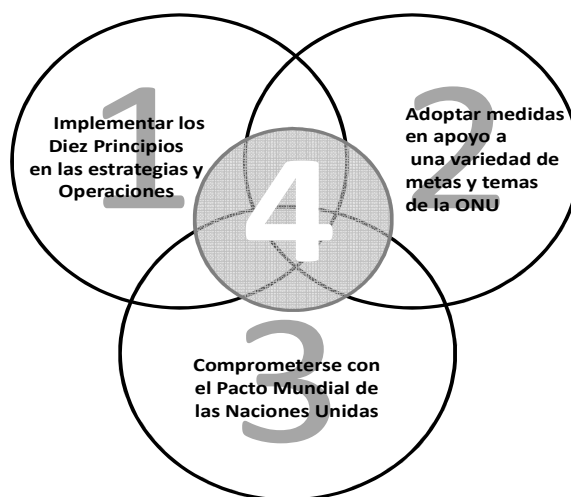 1
Implementar los
Diez Principios
en las estrategias y
Operaciones
2
Adoptar medidas
en apoyo a
una variedad de
metas y temas
de la ONU
4
3
Comprometerse con
el Pacto Mundial de
las Naciones Unidas